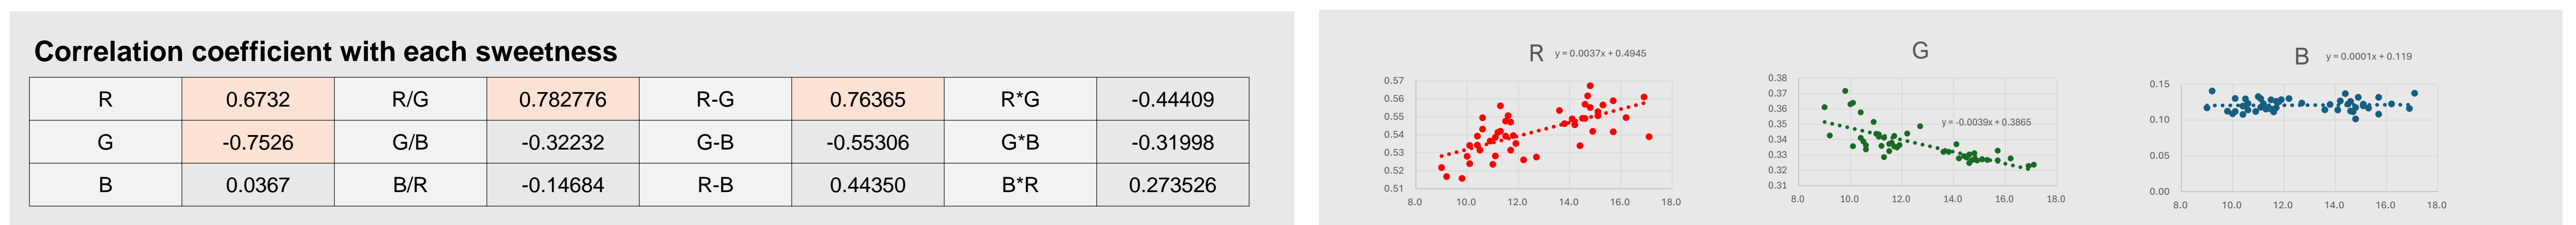 Correlation coefficient with each sweetness
R 0.6732 R/G 0.782776 R-G 0.76365 R*G -0.44409
G -0.7526 G/B -0.32232 G-B -0.55306 G*B -0.31998
B 0.0367 B/R -0.14684 R-B 0.44350 B*R 0.273526
R y = 0.0037x + 0.4945
0.57
0.56
0.55
0.54
0.53
0.52
0.51
8.0 10.0 12.0 14.0 16.0 18.0
G
0.38
0.37
0.36
0.35
y = -0.0039x + 0.3865
0.34
0.33
0.32
0.31
8.0 10.0 12.0 14.0 16.0 18.0
B y = 0.0001x + 0.119
0.15
0.10
0.05
0.00
8.0 10.0 12.0 14.0 16.0 18.0